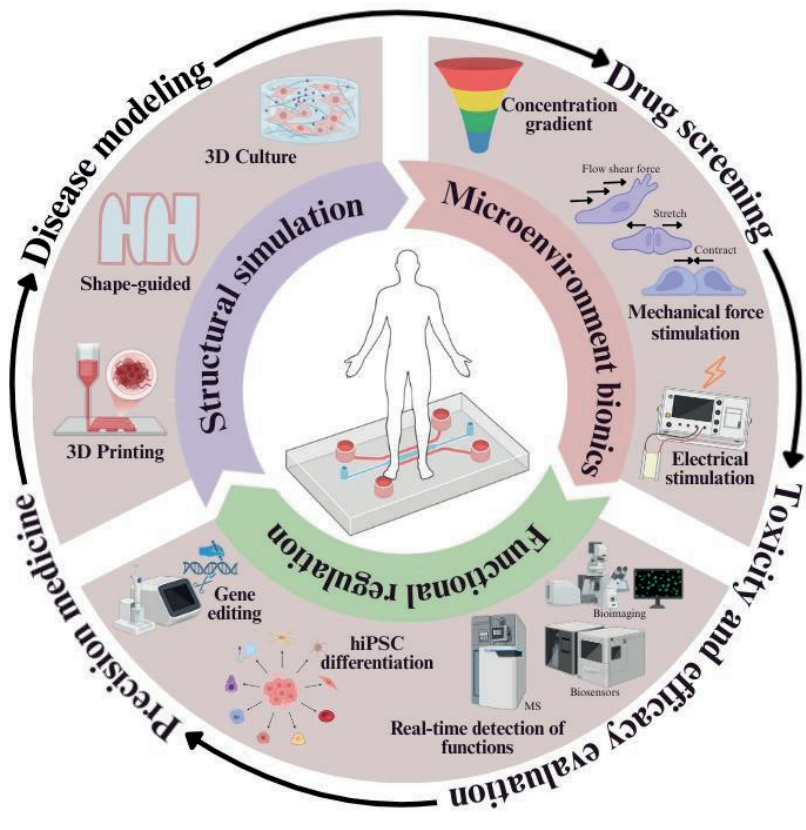 Disease modeling
Drug screening
Toxicity and efficacy evaluation
Precision medicine
Structural simulation
Microenvironment bionics
Functional regulation
3D Culture
Shape-guided
3D Printing
Concentration
gradient
Flow shear force
Stretch
Contract
Mechanical force
stimulation
Electrical
stimulation
Gene
editing
hiPSC
differentiation
Bioimaging
MS
Biosensors
Real-time detection of
functions